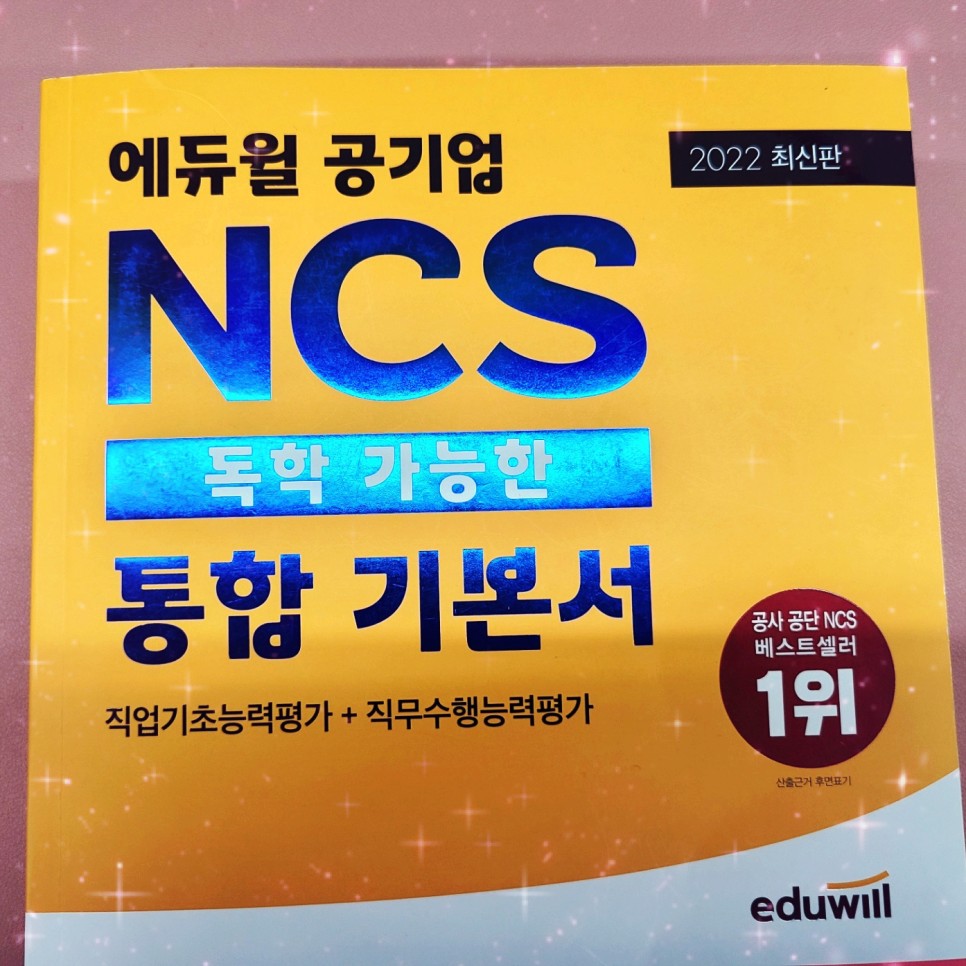 에듀윌 공기업
2022 최신판
NCS
독학 가능한
통합 기본서
직업기초능력평가 + 직무수행능력평가
공사 공단 NCS
베스트셀러
1위
산출근거 후면표기
eduwill